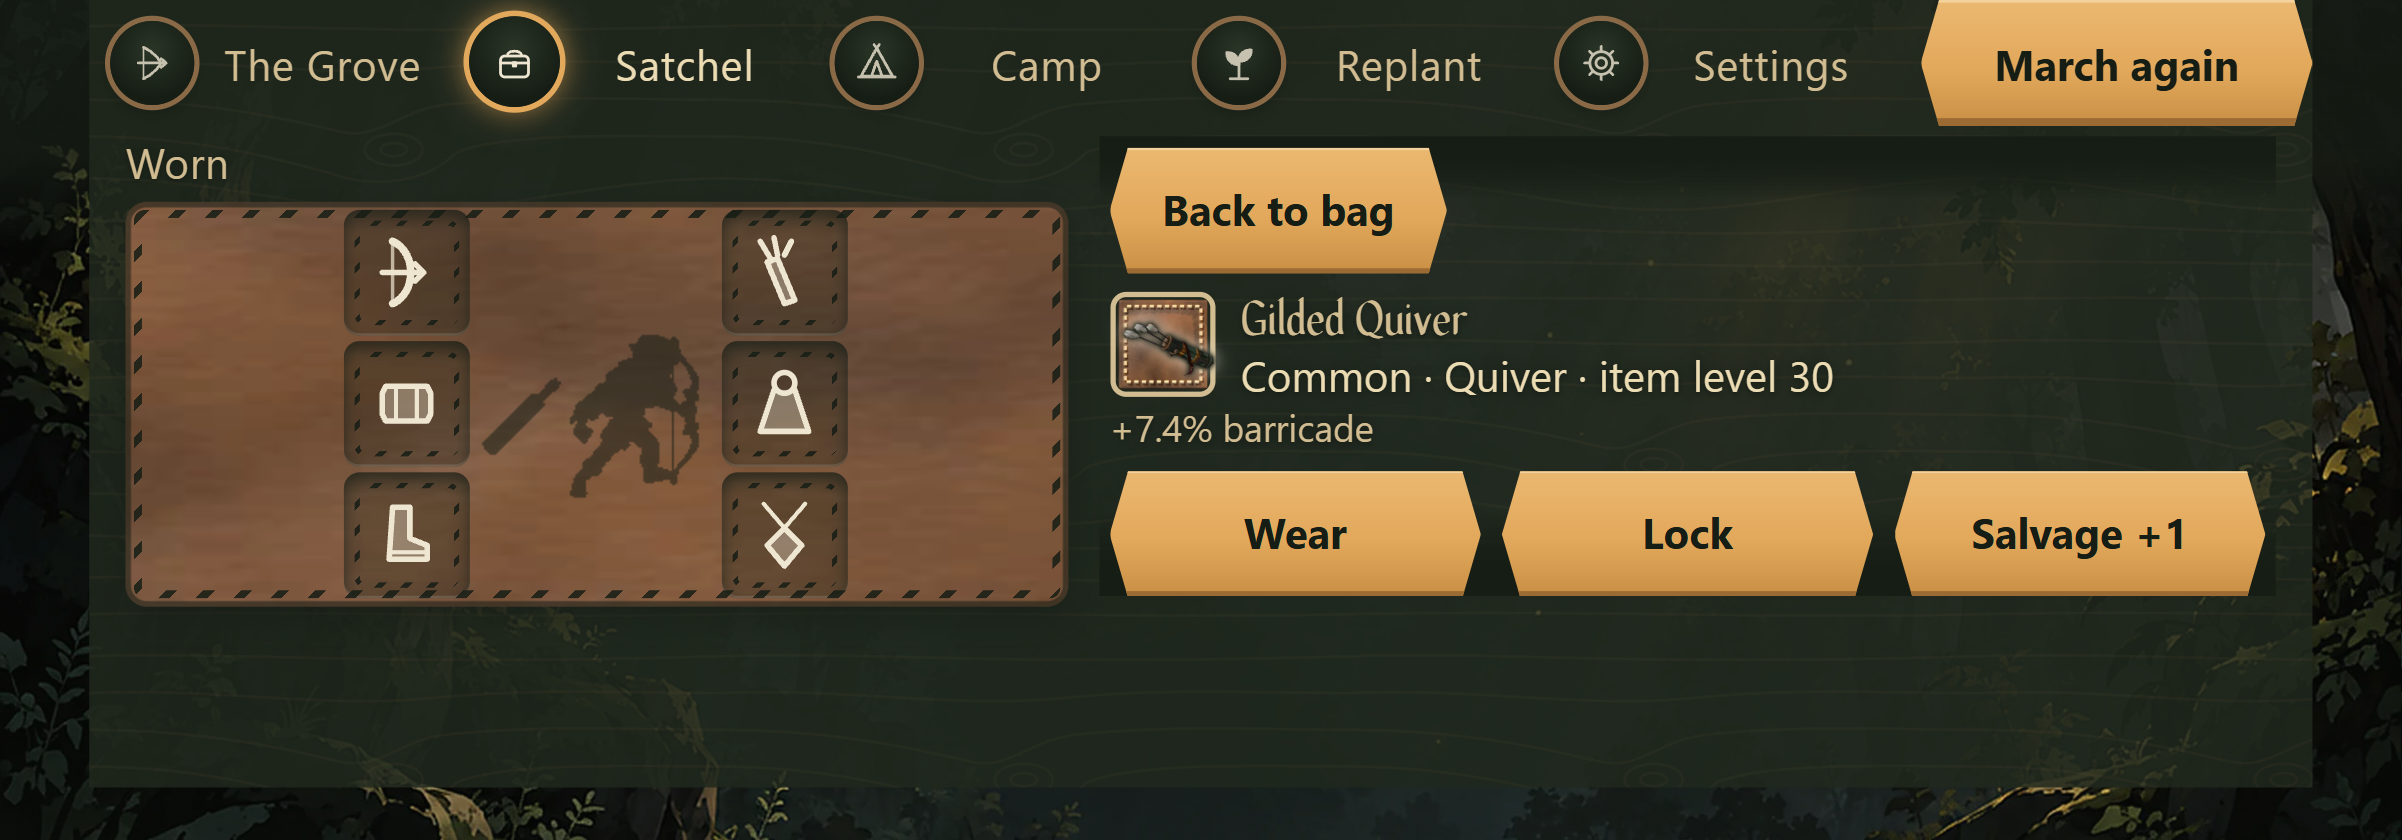 The Grove
Satchel
Camp
Replant
Settings
March again
Worn
Back to bag
Gilded Quiver
Common · Quiver · item level 30
+7.4% barricade
Wear
Lock
Salvage +1